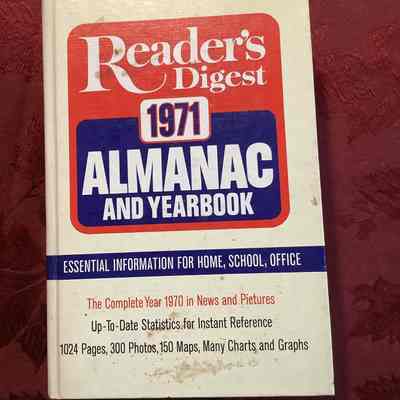 Reader's
Digest
1971
ALMANAC
AND YEARBOOK
ESSENTIAL INFORMATION FOR HOME, SCHOOL, OFFICE
The Complete Year 1970 in News and Pictures
Up-To-Date Statistics for Instant Reference
1024 Pages, 300 Photos, 150 Maps, Many Charts and Graphs